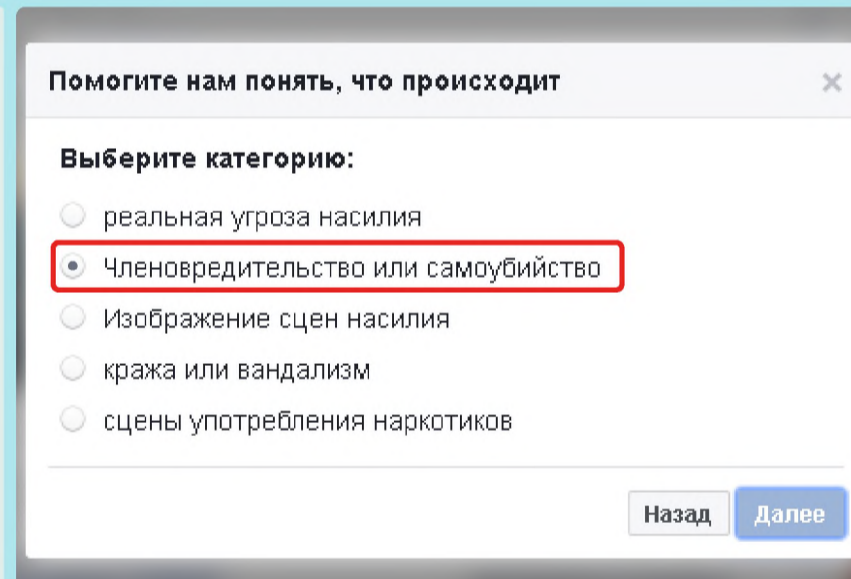 Помогите нам понять, что происходит
Выберите категорию:
реальная угроза насилия
Членовредительство или самоубийство
Изображение сцен насилия
кража или вандализм
сцены употребления наркотиков
Назад
Далее